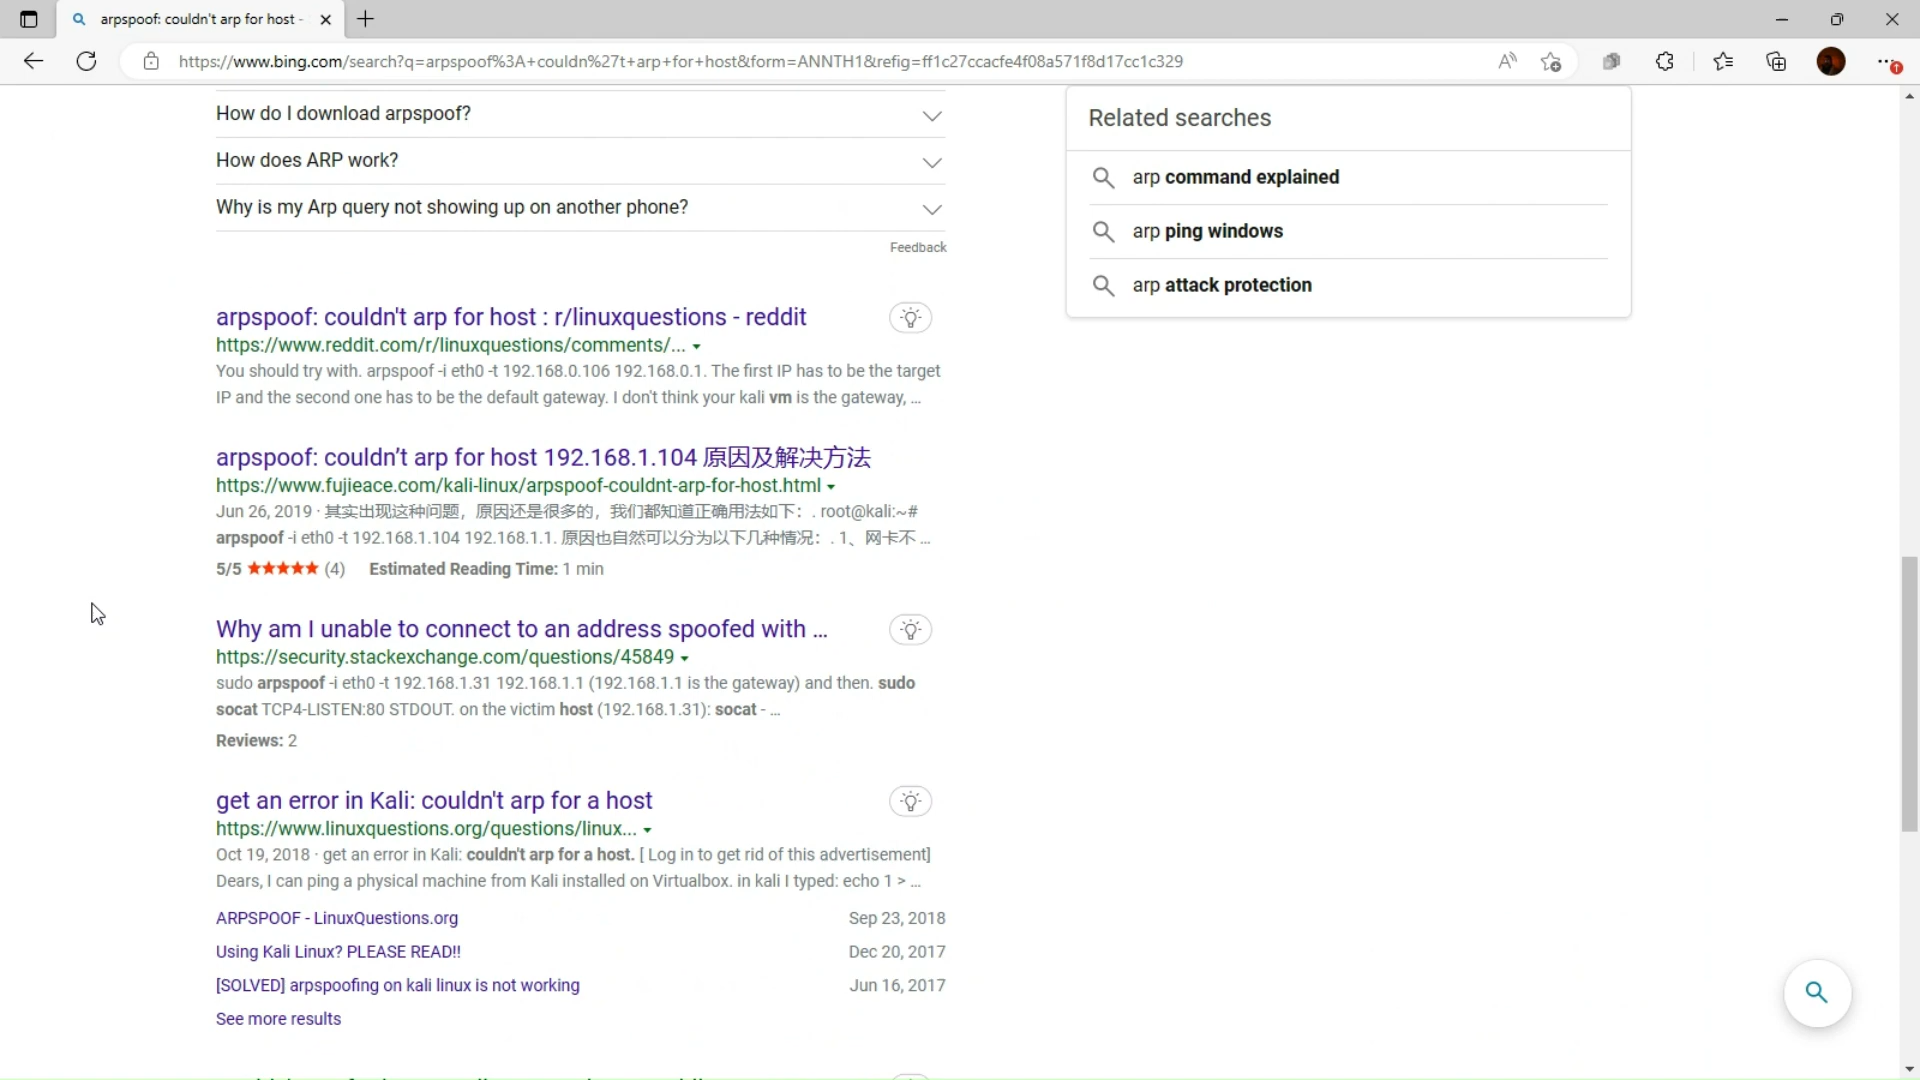 arpspoof: couldn't arp for host -
https://www.bing.com/search?q=arpspoof%3A+couldn%27t+arp+for+host&form=ANNTH1&refig=ff1c27ccacfe4f08a571f8d17cc1c329
How do I download arpspoof?
How does ARP work?
Why is my Arp query not showing up on another phone?
Feedback
Related searches
arp command explained
arp ping windows
arp attack protection
arpspoof: couldn't arp for host : r/linuxquestions - reddit
https://www.reddit.com/r/linuxquestions/comments/...
You should try with. arpspoof -i eth0 -t 192.168.0.106 192.168.0.1. The first IP has to be the target
IP and the second one has to be the default gateway. I don't think your kali vm is the gateway, ...
arpspoof: couldn’t arp for host 192.168.1.104 原因及解决方法
https://www.fujieace.com/kali-linux/arpspoof-couldnt-arp-for-host.html
Jun 26, 2019 · 其实出现这种问题，原因还是很多的，我们都知道正确用法如下：. root@kali:~#
arpspoof -i eth0 -t 192.168.1.104 192.168.1.1. 原因也自然可以分为以下几种情况：. 1、网卡不 ...
5/5 ★★★★★ (4) Estimated Reading Time: 1 min
Why am I unable to connect to an address spoofed with ...
https://security.stackexchange.com/questions/45849
sudo arpspoof -i eth0 -t 192.168.1.31 192.168.1.1 (192.168.1.1 is the gateway) and then. sudo
socat TCP4-LISTEN:80 STDOUT. on the victim host (192.168.1.31): socat - ...
Reviews: 2
get an error in Kali: couldn't arp for a host
https://www.linuxquestions.org/questions/linux...
Oct 19, 2018 · get an error in Kali: couldn't arp for a host. [ Log in to get rid of this advertisement]
Dears, I can ping a physical machine from Kali installed on Virtualbox. in kali I typed: echo 1 > ...
ARPSPOOF - LinuxQuestions.org Sep 23, 2018
Using Kali Linux? PLEASE READ!! Dec 20, 2017
[SOLVED] arpspoofing on kali linux is not working Jun 16, 2017
See more results